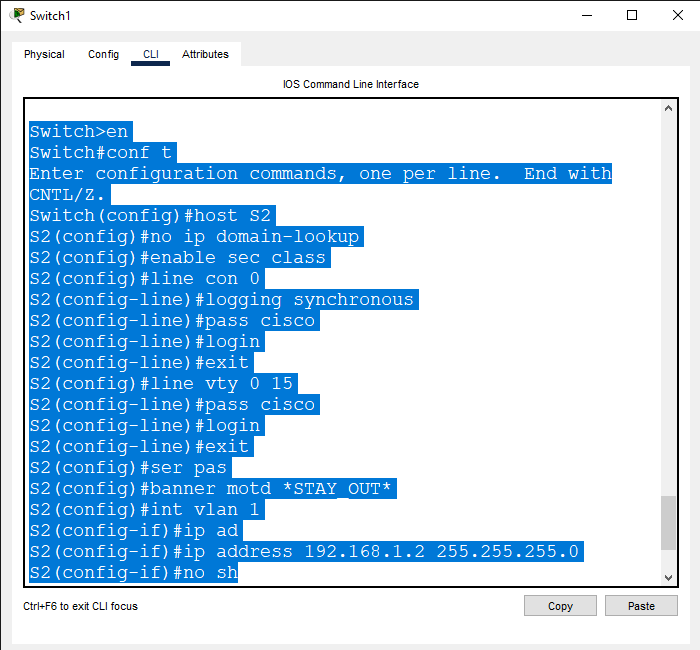 Switch1
Physical Config CLI Attributes
IOS Command Line Interface
Switch>en
Switch#conf t
Enter configuration commands, one per line.  End with
CNTL/Z.
Switch(config)#host S2
S2(config)#no ip domain-lookup
S2(config)#enable sec class
S2(config)#line con 0
S2(config-line)#logging synchronous
S2(config-line)#pass cisco
S2(config-line)#login
S2(config-line)#exit
S2(config)#line vty 0 15
S2(config-line)#pass cisco
S2(config-line)#login
S2(config-line)#exit
S2(config)#ser pas
S2(config)#banner motd *STAY_OUT*
S2(config)#int vlan 1
S2(config-if)#ip ad
S2(config-if)#ip address 192.168.1.2 255.255.255.0
S2(config-if)#no sh
Ctrl+F6 to exit CLI focus Copy Paste